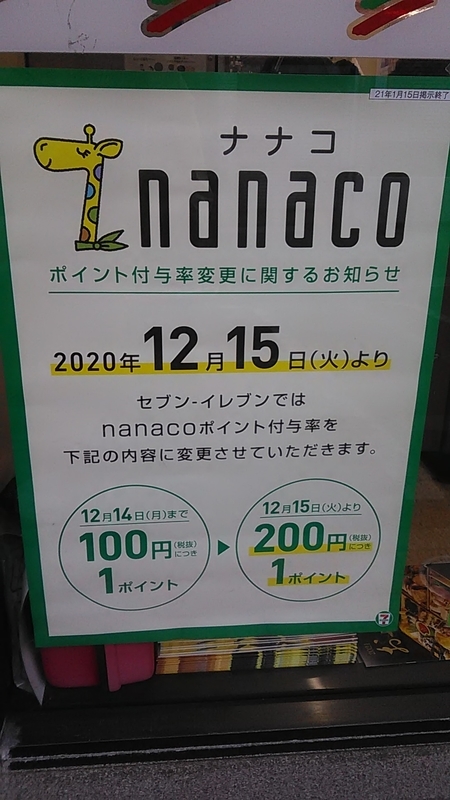 21年1月15日掲示終了
ナナコ
nanaco
ポイント付与率変更に関するお知らせ
2020年12月15日(火)より
セブン-イレブンでは
nanacoポイント付与率を
下記の内容に変更させていただきます。
12月14日(月)まで
100円(税抜)につき
1ポイント
12月15日(火)より
200円(税抜)につき
1ポイント